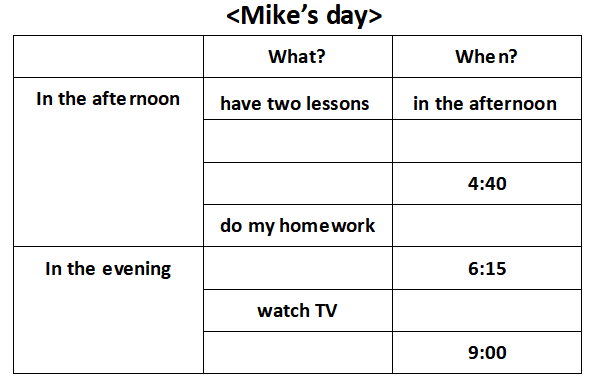 <Mike's day>
What? When?
In the afternoon have two lessons in the afternoon
4:40
do my homework
In the evening 6:15
watch TV
9:00